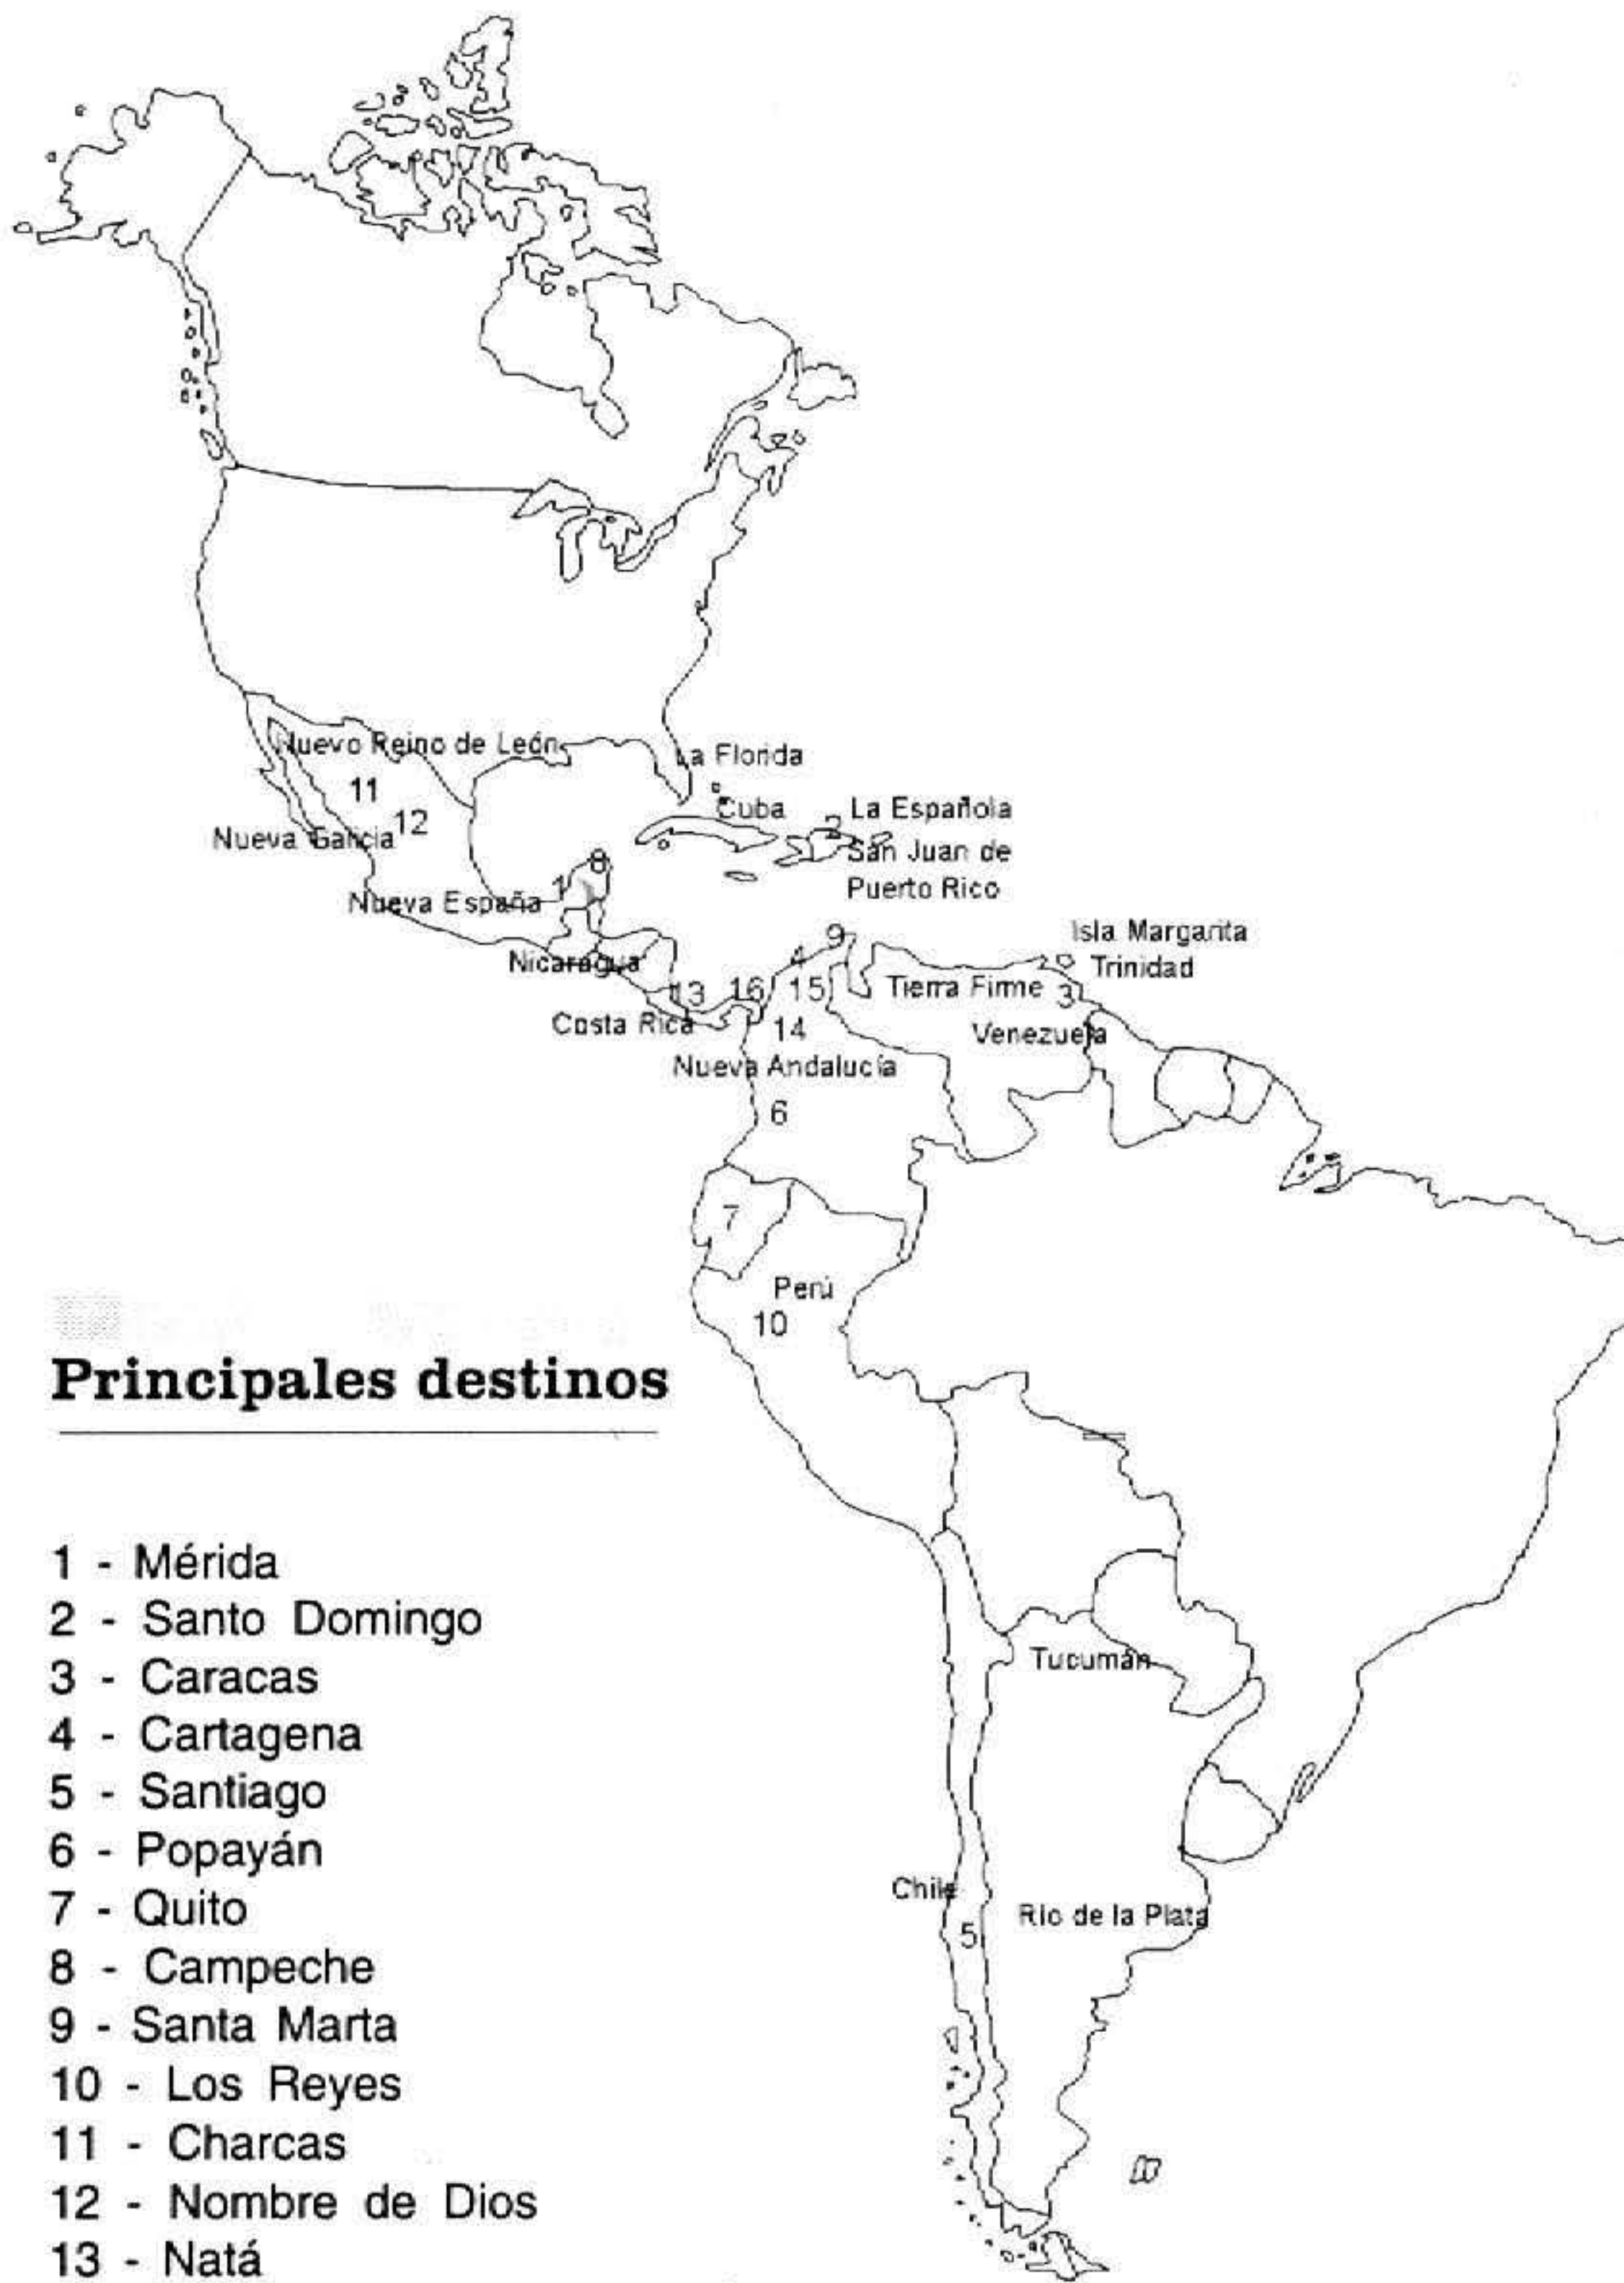 Nuevo Reino de León
La Florida
11
Cuba
La Española
12
2
Nueva Galicia
San Juan de
8
Puerto Rico
1
Nueva España
9
Isla Margarita
4
Nicaragua
Trinidad
13
16
15
Tierra Firme
3
Costa Rica
14
Venezuela
Nueva Andalucía
6
7
Perú
10
Principales destinos
1 - Mérida
2 - Santo Domingo
3 - Caracas
4 - Cartagena
5 - Santiago
6 - Popayán
7 - Quito
8 - Campeche
9 - Santa Marta
10 - Los Reyes
11 - Charcas
12 - Nombre de Dios
13 - Natá
Tucumán
Chile
Rio de la Plata
5